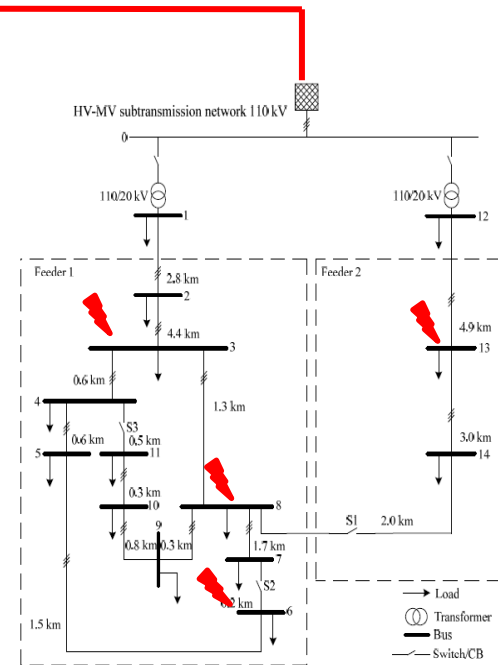 HV-MV subtransmission network 110 kV
0
110/20 kV
110/20 kV
1
12
Feeder 1
Feeder 2
2.8 km
2
4.4 km
4.9 km
3
13
0.6 km
1.3 km
4
S3
3.0 km
5
0.6 km
0.5 km
11
14
0.3 km
10
8
9
S1
2.0 km
0.8 km
0.3 km
1.7 km
7
S2
6
Load
Transformer
1.5 km
Bus
Switch/CB